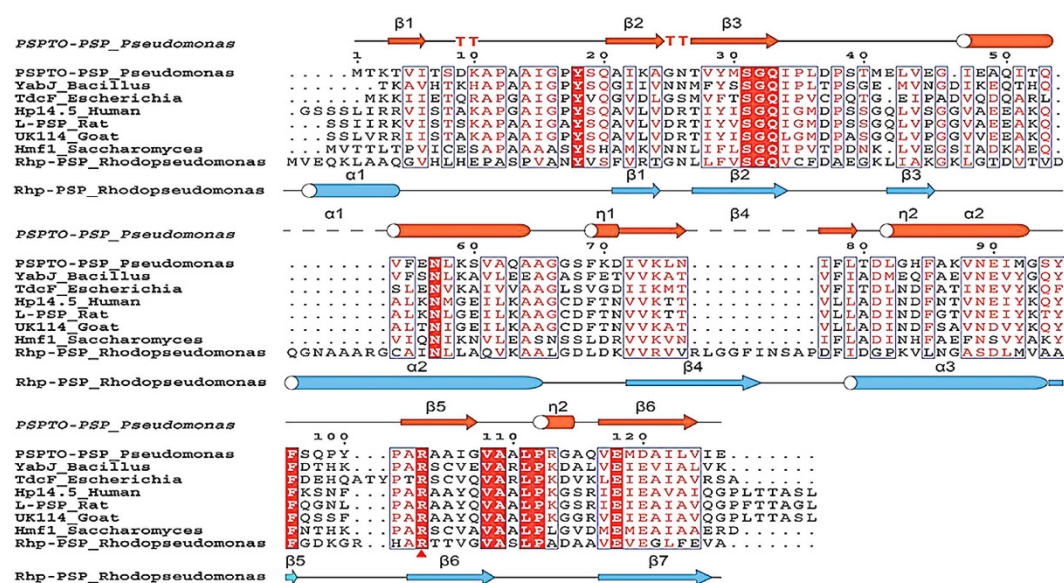 β1 β2 β3
PSPTO-PSP_Pseudomonas TT TT
1 10 20 30 40 50
PSPTO-PSP_Pseudomonas ....MTKTVITSDKAPAAIGPYSQAIKAGNTVYMSGQIPLDPSTMELVEG.IEAQITQ.
YabJ_Bacillus .....TKAVHTKHAPAAIGPYSQGIIVNNMFYSSGQIPLTPSGE.MVNGDIKEQTHQ.
TdcF_Escherichia ....MKKIIETQRAPGAIGPYVQGVDLGSMVFTSGQIPVCPQTG.EIPADVQDQARL.
Hp14.5_Human .GSSSLIRRVISTAKAPGAIGPYSQAVLVDRTIYISGQIGMDPSSGQLVSGGVAEEAKQ.
L-PSP_Rat ...SSIIRKVISTSKAPAAIGAYSQAVLVDRTIYVSGQIGMDPSSGQLVPGGVAEEAKQ.
UK114_Goat ...SSLVRRIISTAKAPAAIGPYSQAVLVDRTIYISGQLGMDPASGQLVPGGVVEEAKQ.
Hmf1_Saccharomyces ...MVTTLTPVICESAPAAAASYSHAMKVNNLIFLSGQIPVTPDNK.LVEGSIADKAEQ.
Rhp-PSP_Rhodopseudomonas MVEQKLAAQGVHLHEPASPVANYVSFVRTGNLLFVSGQVCFDAEGKLIAKGKLGTDVTVD
α1 β1 β2 β3
Rhp-PSP_Rhodopseudomonas
α1 η1 β4 η2 α2
PSPTO-PSP_Pseudomonas
60 70 80 90
PSPTO-PSP_Pseudomonas ........VFENLKSVAQAAGGSFKDIVKLN..........IFLTDLGHFAKVNEIMGSY
YabJ_Bacillus ........VFSNLKAVLEEAGASFETVVKAT..........VFIADMEQFAEVNEVYGQY
TdcF_Escherichia ........SLENVKAIVVAAGLSVGDIIKMT..........VFITDLNDFATINEVYKQF
Hp14.5_Human ........ALKNMGEILKAAGCDFTNVVKTT..........VLLADINDFNTVNEIYKQY
L-PSP_Rat ........ALKNLGEILKAAGCDFTNVVKTT..........VLLADINDFGTVNEIYKTY
UK114_Goat ........ALTNIGEILKAAGCDFTNVVKAT..........VLLADINDFSAVNDVYKQY
Hmf1_Saccharomyces ........VIQNIKNVLEASNSSLDRVVKVN..........IFLADINHFAEFNSVYAKY
Rhp-PSP_Rhodopseudomonas QGNAAARGCAINLLAQVKAALGDLDKVVRVVRLGGFINSAPDFIDGPKVLNGASDLMVAA
α2 β4 α3
Rhp-PSP_Rhodopseudomonas
β5 η2 β6
PSPTO-PSP_Pseudomonas
100 110 120
PSPTO-PSP_Pseudomonas FSQPY....PARAAIGVARLPRGAQVEMDAILVIE.......
YabJ_Bacillus FDTHK....PARSCVEVARLPKDALVEIEVIALVK.......
TdcF_Escherichia FDEHQATYPTRSCVQVARLPKDVKLEIEAIAVRSA.......
Hp14.5_Human FKSNF....PARAAYQVAALPKGSRIEIEAVAIQGPLTTASL
L-PSP_Rat FQGNL....PARAAYQVAALPKGSRIEIEAIAVQGPFTTAGL
UK114_Goat FQSSF....PARAAYQVAALPKGGRVEIEAIAVQGPLTTASL
Hmf1_Saccharomyces FNTHK....PARSCVAVAALPLGVDMEMEAIAAERD......
Rhp-PSP_Rhodopseudomonas FGDKGR..HARTTVGVASLPADAAVEVEGLFEVA........
β5 β6 β7
Rhp-PSP_Rhodopseudomonas